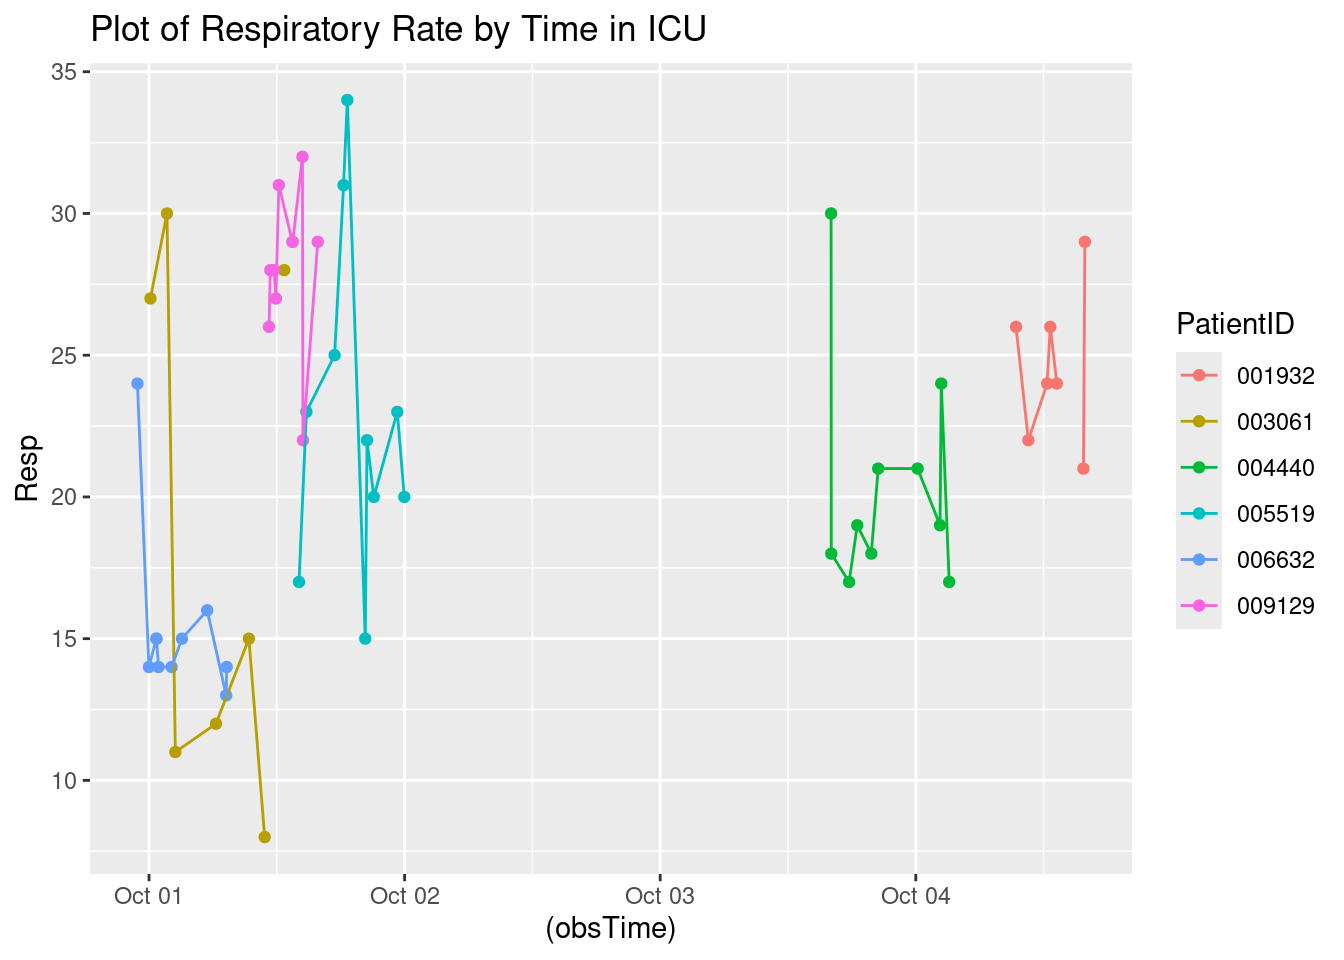 Plot of Respiratory Rate by Time in ICU
35
30
25
20
15
10
Resp
Oct 01
Oct 02
Oct 03
Oct 04
(obsTime)
PatientID
001932
003061
004440
005519
006632
009129